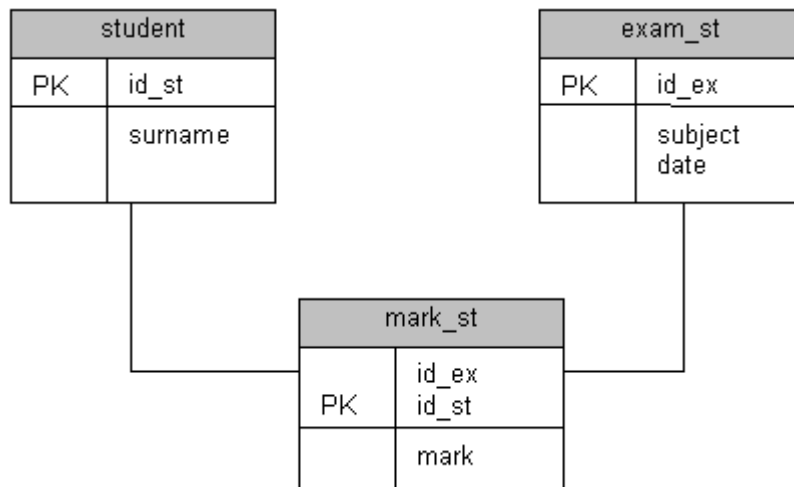 student
PK id_st
surname
exam_st
PK id_ex
subject
date
mark_st
id_ex
PK id_st
mark